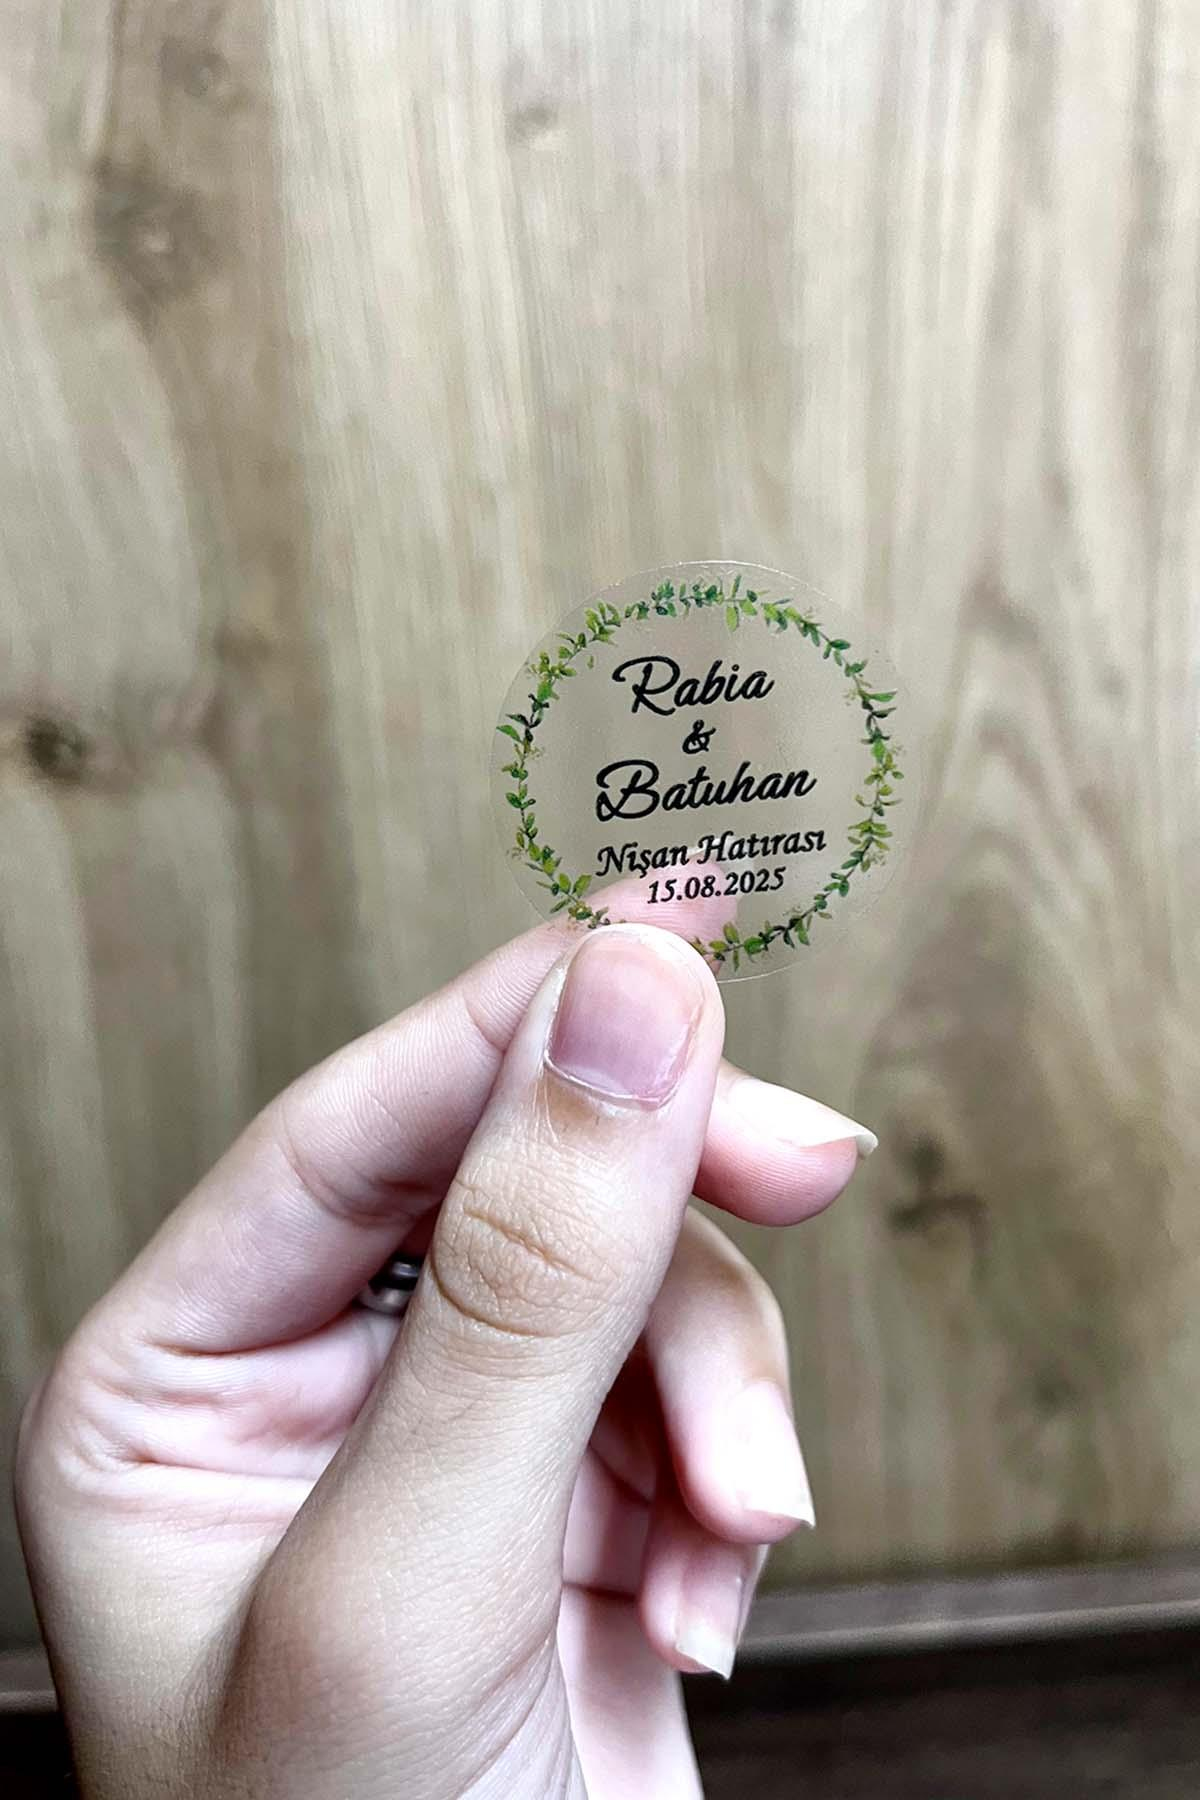 Rabia
&
Batuhan
Nişan Hatırası
15.08.2025